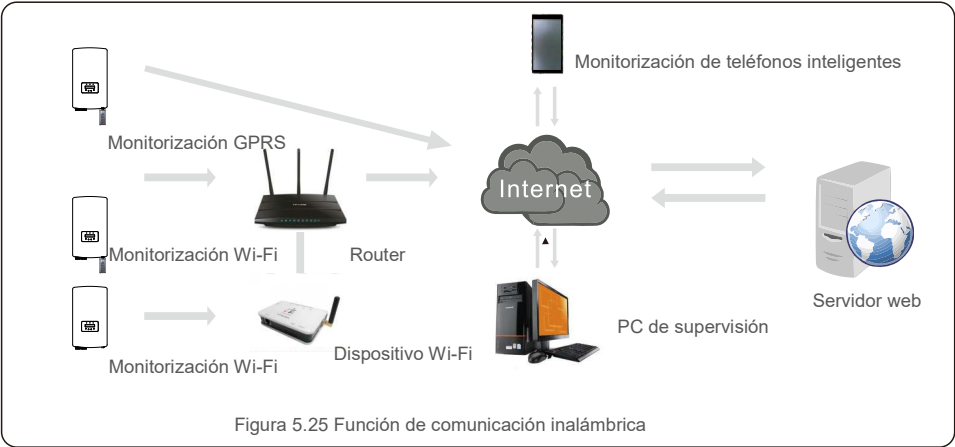 Monitorización de teléfonos inteligentes
Monitorización GPRS
Internet
Monitorización Wi-Fi
Router
Servidor web
PC de supervisión
Dispositivo Wi-Fi
Monitorización Wi-Fi
Figura 5.25 Función de comunicación inalámbrica